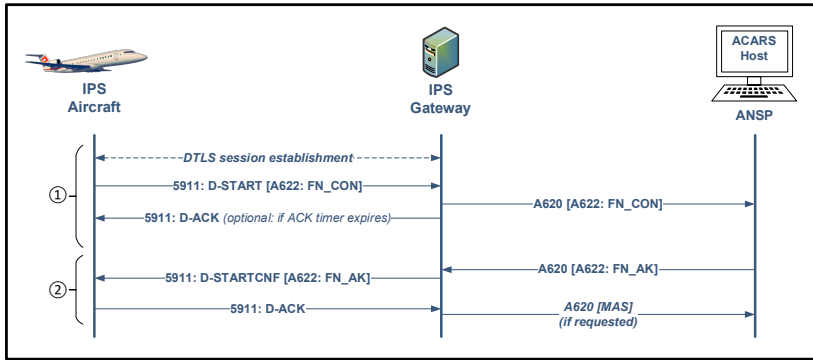 ACARS
Host
IPS
Aircraft
IPS
Gateway
ANSP
DTLS session establishment
①
5911: D-START [A622: FN_CON]
A620 [A622: FN_CON]
5911: D-ACK (optional: if ACK timer expires)
A620 [A622: FN_AK]
②
5911: D-STARTCNF [A622: FN_AK]
5911: D-ACK
A620 [MAS]
(if requested)